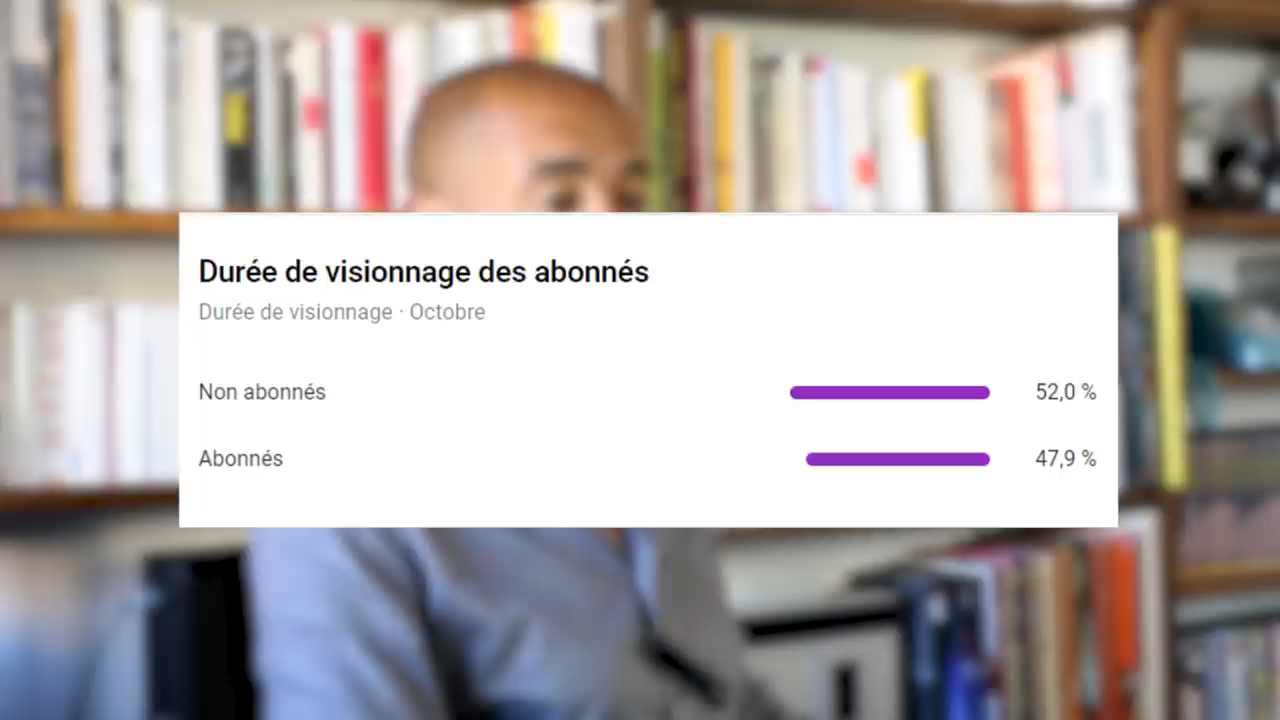 Durée de visionnage des abonnés
Durée de visionnage · Octobre
Non abonnés 52,0 %
Abonnés 47,9 %